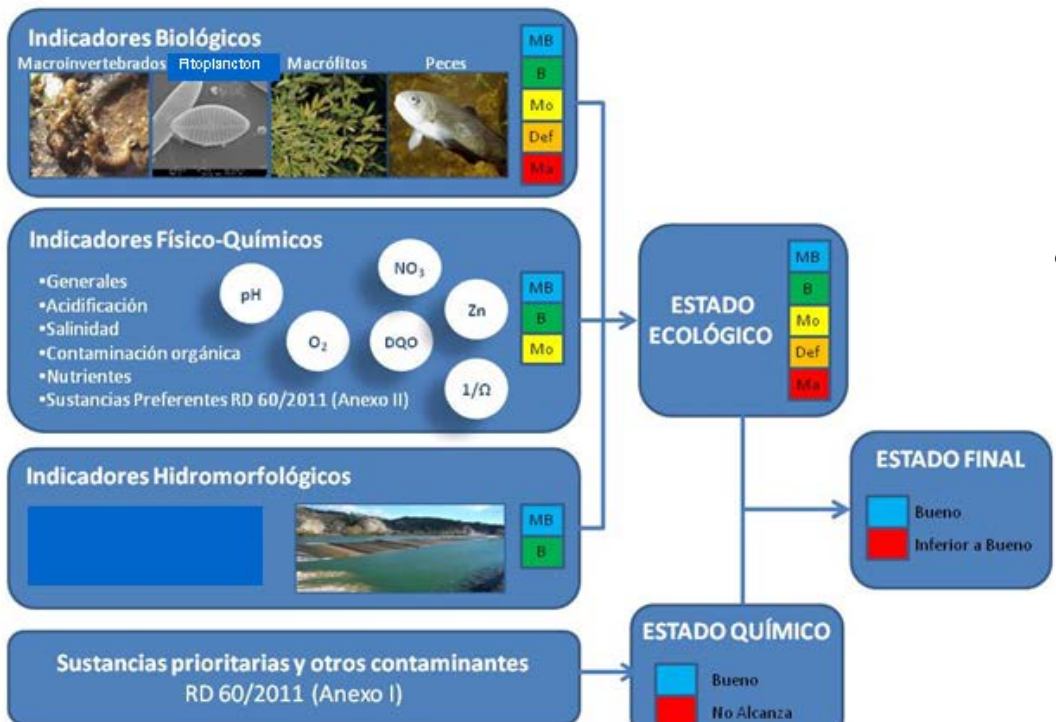 Indicadores Biológicos
Macroinvertebrados
Fitoplancton
Macrófitos
Peces
MB
B
Mo
Def
Ma
Indicadores Físico-Químicos
•Generales
•Acidificación
•Salinidad
•Contaminación orgánica
•Nutrientes
•Sustancias Preferentes RD 60/2011 (Anexo II)
pH
NO3
O2
DQO
Zn
1/Ω
MB
B
Mo
Indicadores Hidromorfológicos
MB
B
Sustancias prioritarias y otros contaminantes
RD 60/2011 (Anexo I)
ESTADO
ECOLÓGICO
MB
B
Mo
Def
Ma
ESTADO QUÍMICO
Bueno
No Alcanza
ESTADO FINAL
Bueno
Inferior a Bueno